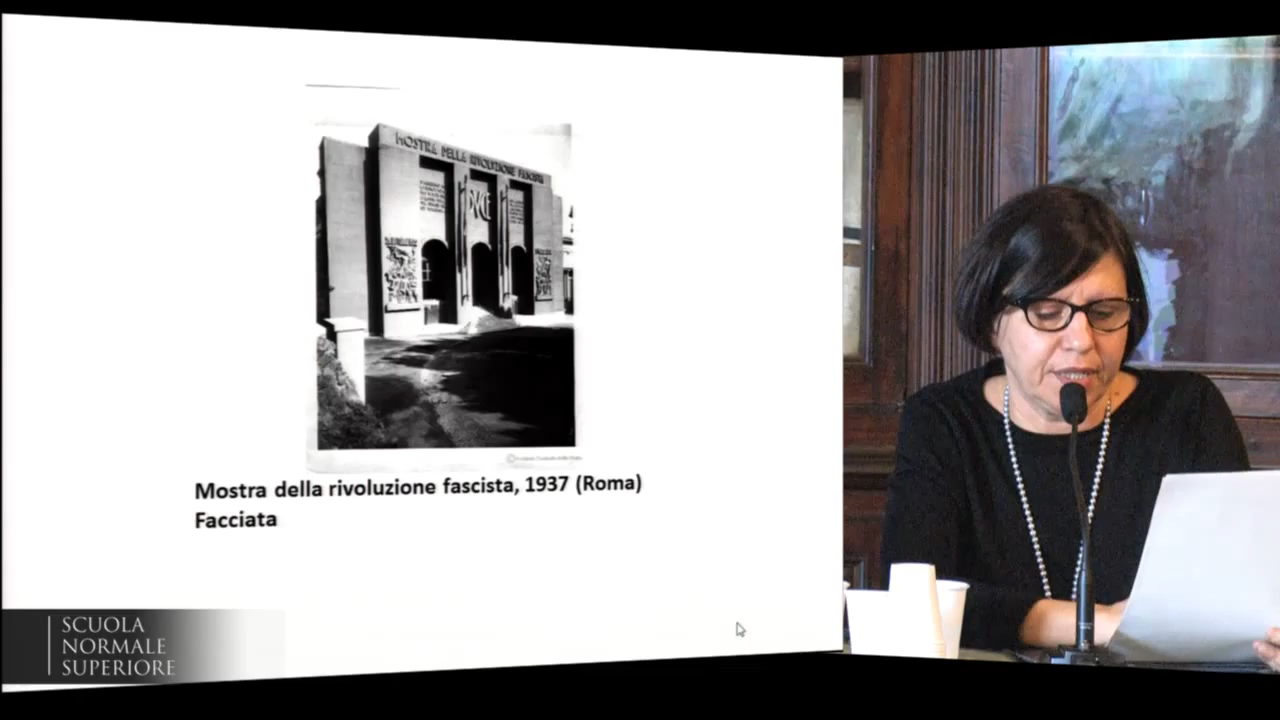 MOSTRA DELLA RIVOLUZIONE FASCISTA
DVCE
Mostra della rivoluzione fascista, 1937 (Roma)
Facciata
SCUOLA
NORMALE
SUPERIORE